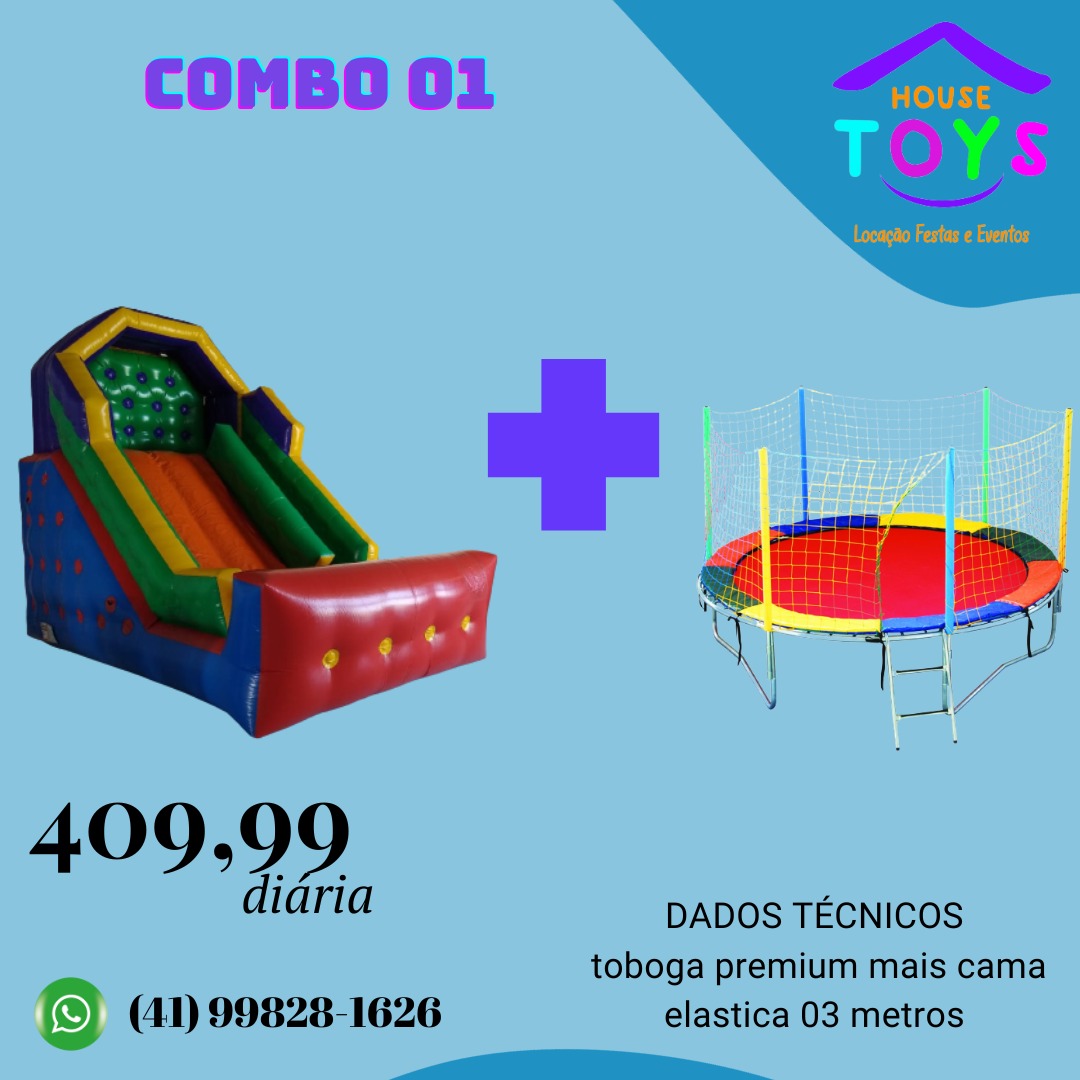 COMBO 01
HOUSE
TOYS
Locação Festas e Eventos
409,99
diária
(41) 99828-1626
DADOS TÉCNICOS
toboga premium mais cama
elastica 03 metros